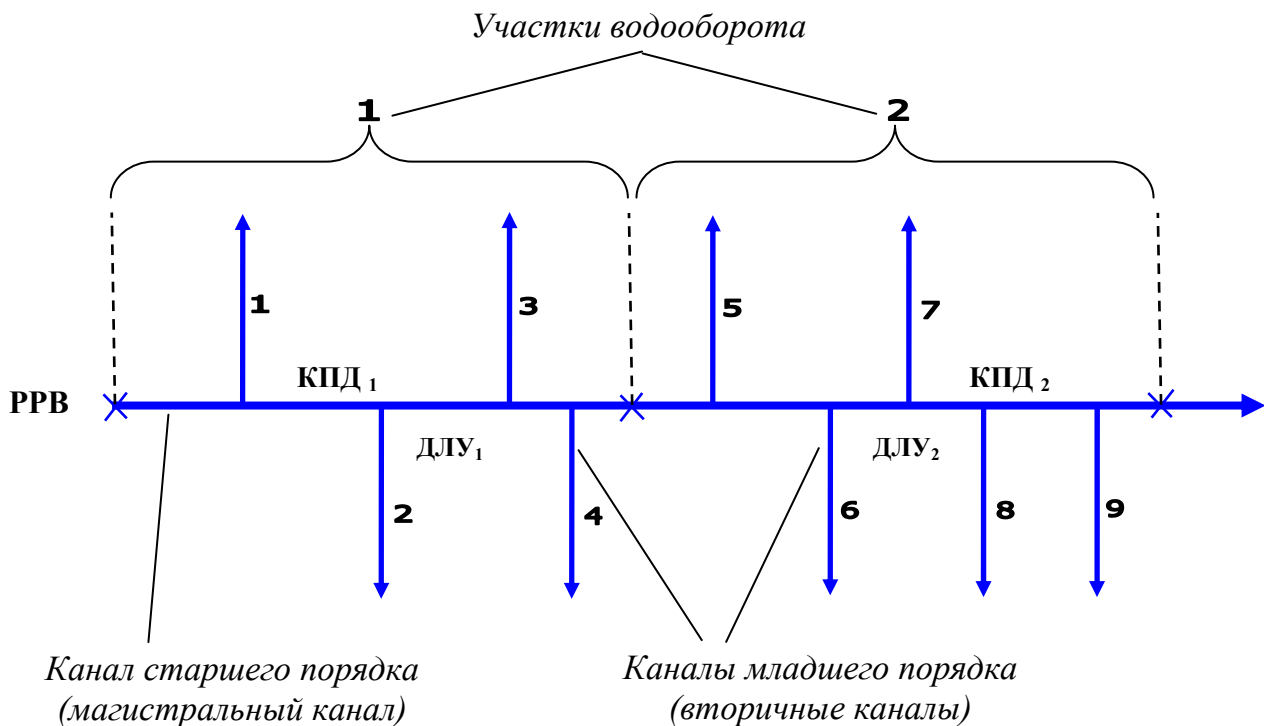 Участки водооборота
1 2
1 3 5 7
КПД 1 КПД 2
РРВ
ДЛУ1 ДЛУ2
2 4 6 8 9
Канал старшего порядка
(магистральный канал)
Каналы младшего порядка
(вторичные каналы)